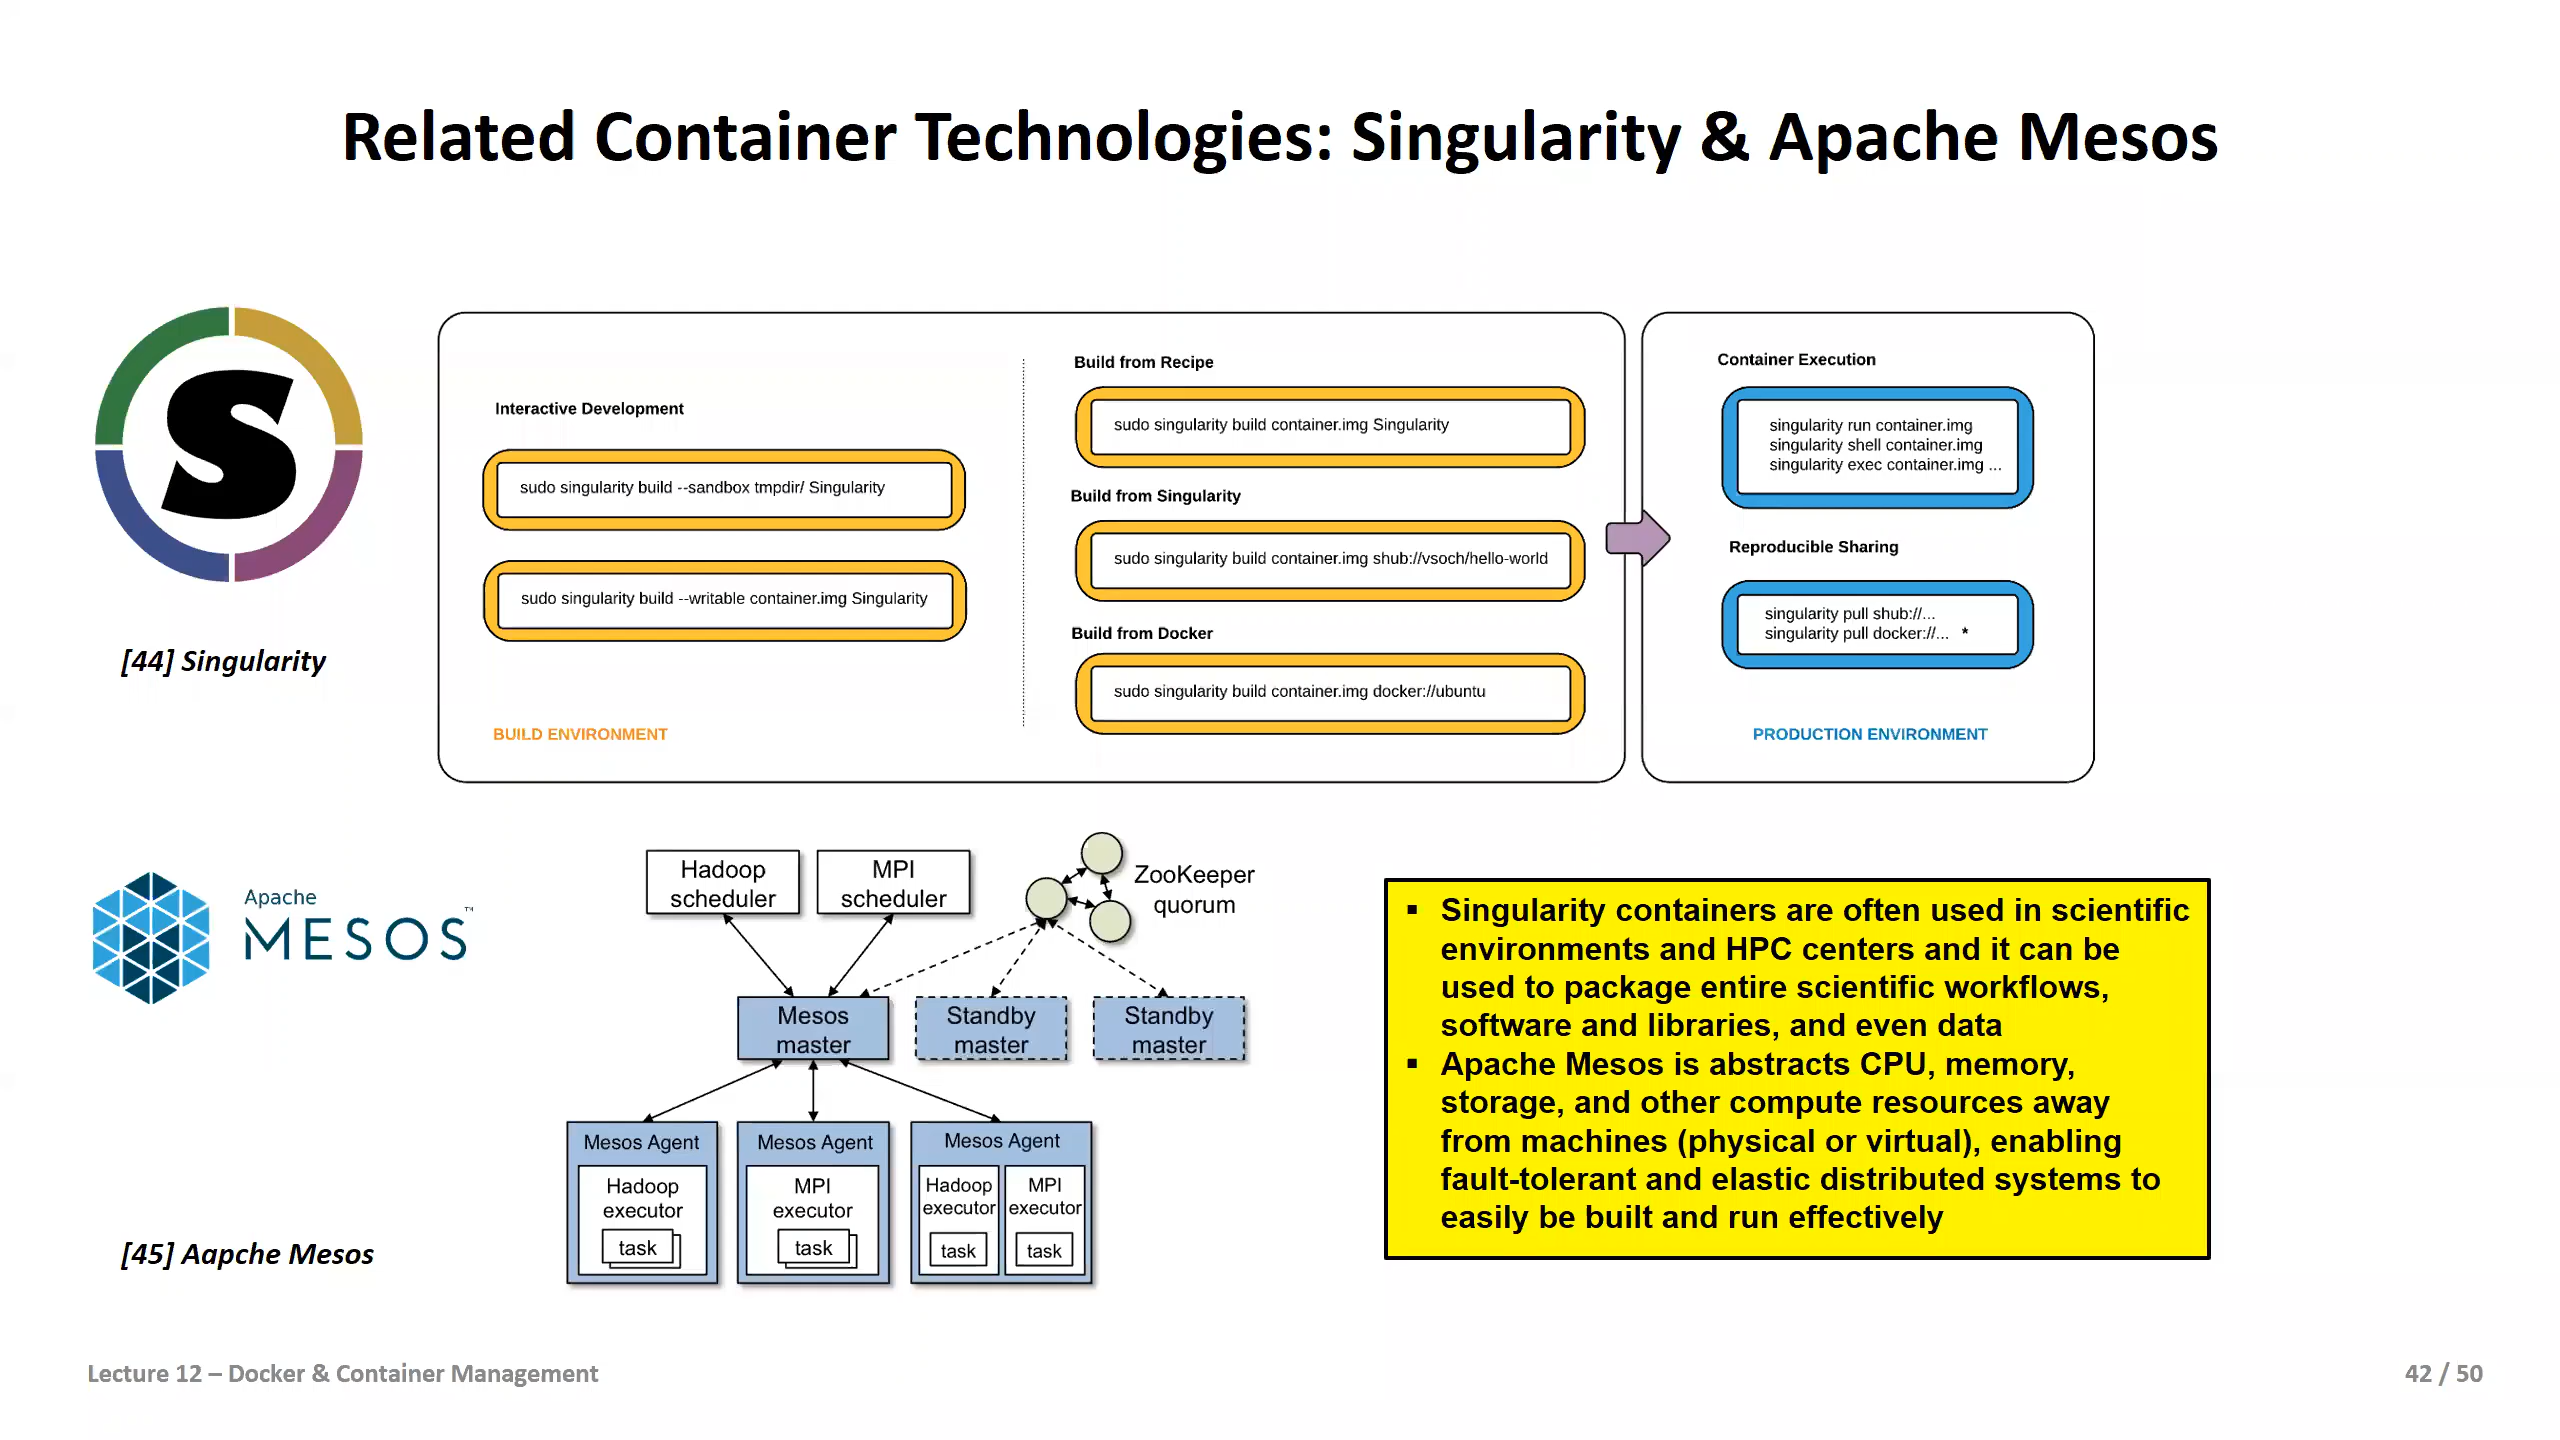 Related Container Technologies: Singularity & Apache Mesos
S
[44] Singularity
Interactive Development
sudo singularity build --sandbox tmpdir/ Singularity
sudo singularity build --writable container.img Singularity
BUILD ENVIRONMENT
Build from Recipe
sudo singularity build container.img Singularity
Build from Singularity
sudo singularity build container.img shub://vsoch/hello-world
Build from Docker
sudo singularity build container.img docker://ubuntu
Container Execution
singularity run container.img
singularity shell container.img
singularity exec container.img ...
Reproducible Sharing
singularity pull shub://...
singularity pull docker://... *
PRODUCTION ENVIRONMENT
Apache
MESOS™
[45] Aapche Mesos
Hadoop
scheduler
MPI
scheduler
ZooKeeper
quorum
Mesos
master
Standby
master
Standby
master
Mesos Agent
Hadoop
executor
task
Mesos Agent
MPI
executor
task
Mesos Agent
Hadoop
executor
task
MPI
executor
task
▪ Singularity containers are often used in scientific
environments and HPC centers and it can be
used to package entire scientific workflows,
software and libraries, and even data
▪ Apache Mesos is abstracts CPU, memory,
storage, and other compute resources away
from machines (physical or virtual), enabling
fault-tolerant and elastic distributed systems to
easily be built and run effectively
Lecture 12 – Docker & Container Management
42 / 50